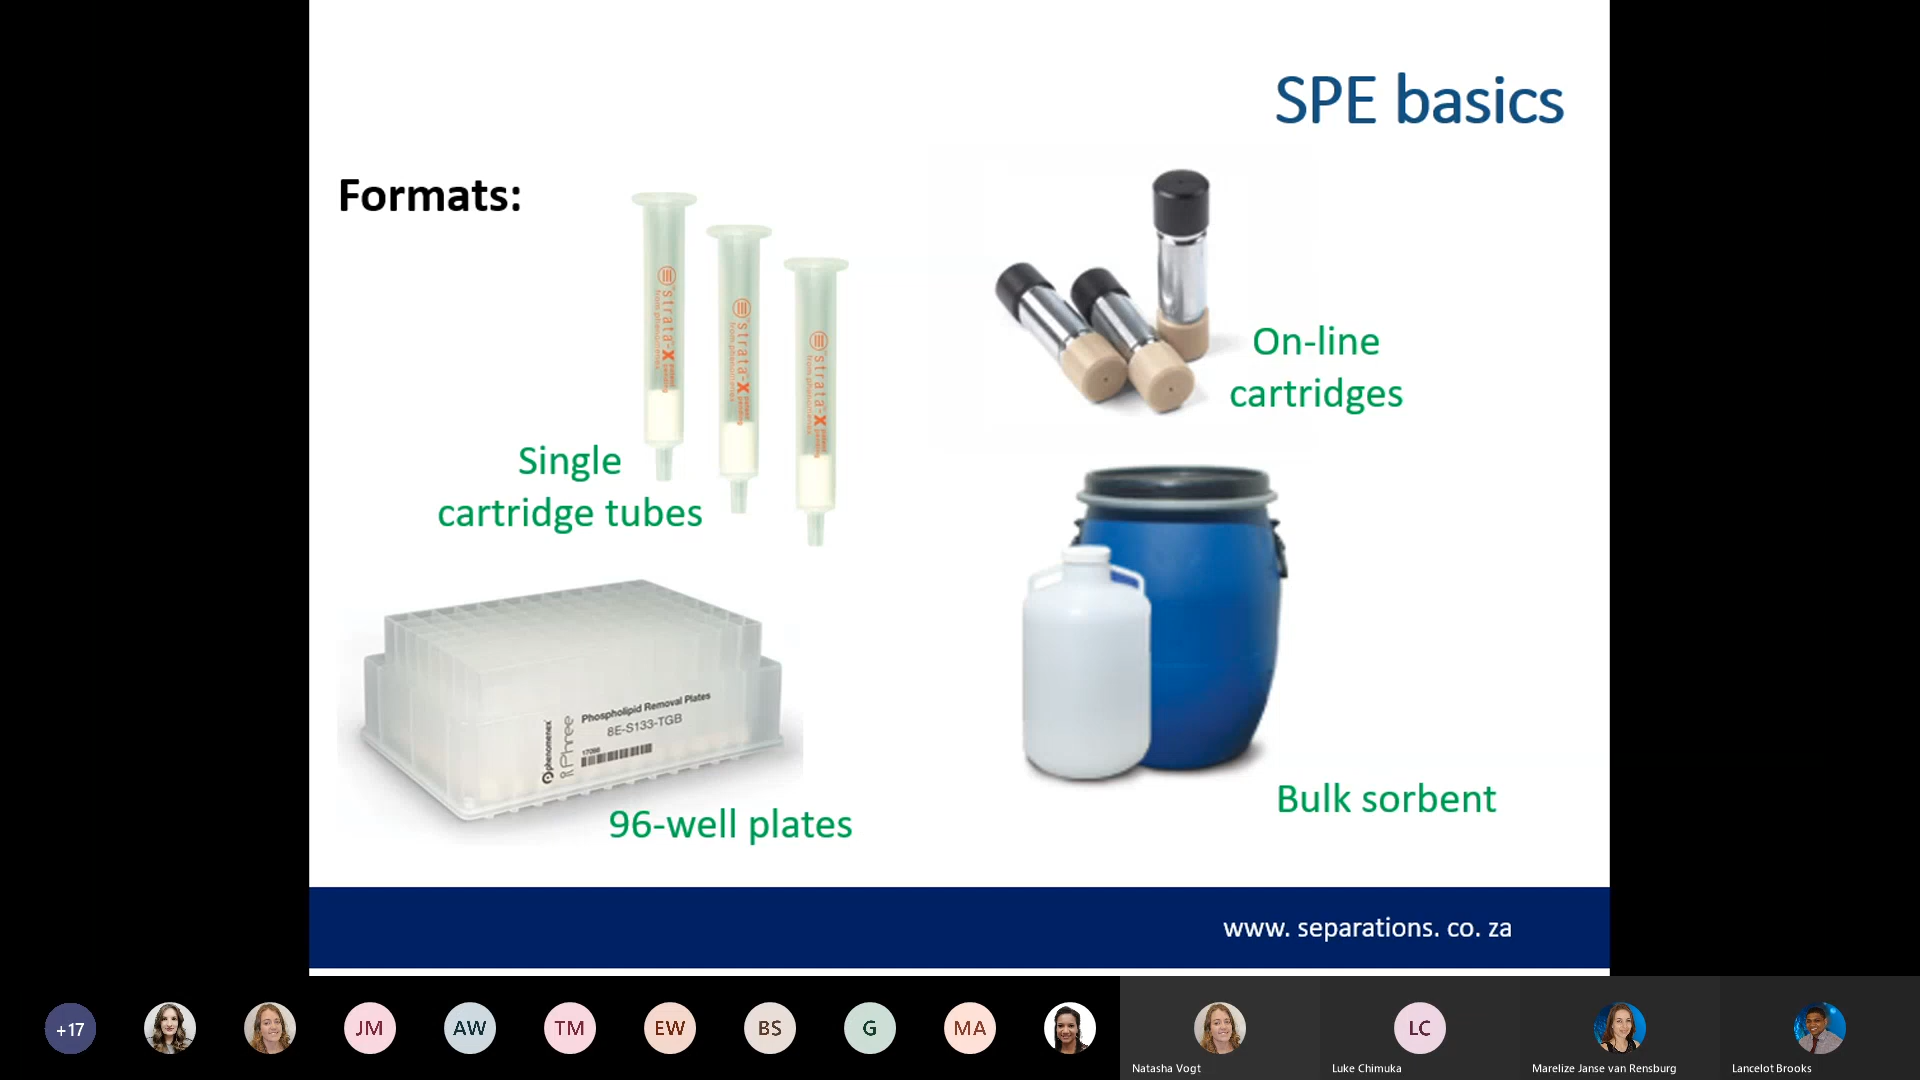 SPE basics
Formats:
strata-X
strata-X
strata-X
Single
cartridge tubes
On-line
cartridges
Phospholipid Removal Plates
8E-S133-TGB
phenomenex
96-well plates
Bulk sorbent
www. separations. co. za
+17
JM
AW
TM
EW
BS
G
MA
LC
Natasha Vogt
Luke Chimuka
Marelize Janse van Rensburg
Lancelot Brooks